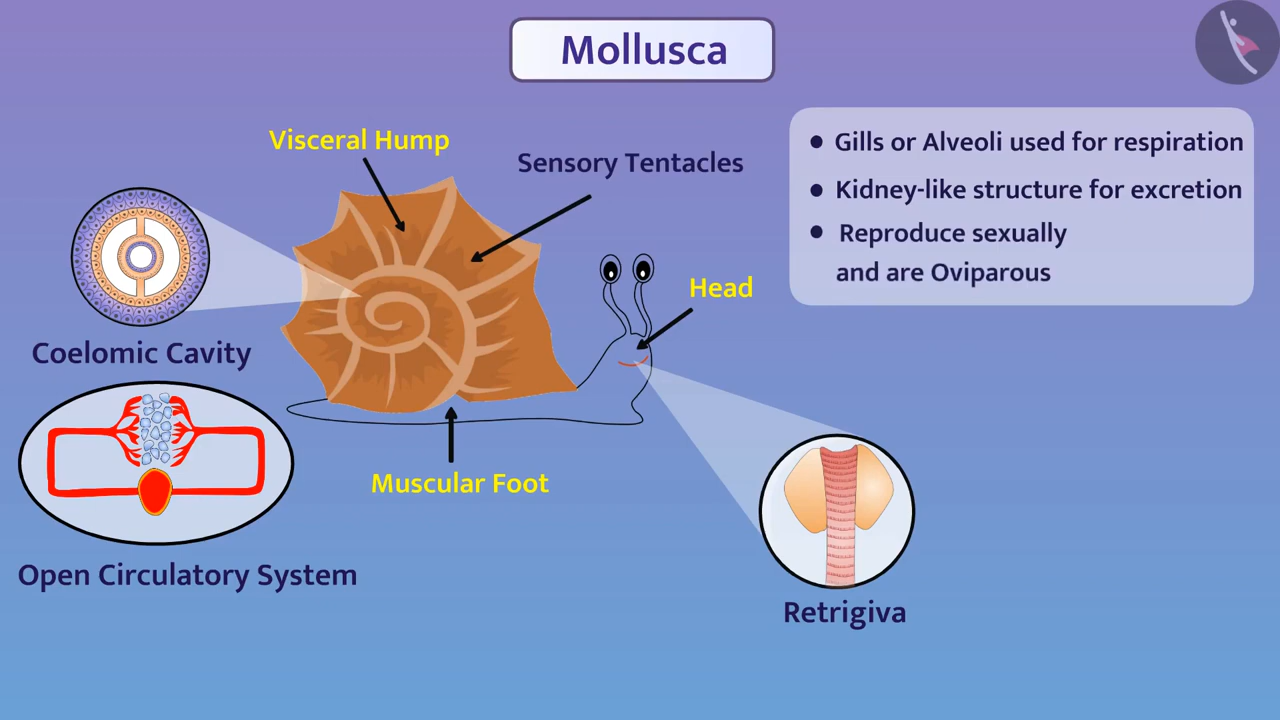 Mollusca
Visceral Hump
Sensory Tentacles
Head
Coelomic Cavity
Muscular Foot
Open Circulatory System
Retrigiva
• Gills or Alveoli used for respiration
• Kidney-like structure for excretion
• Reproduce sexually
and are Oviparous